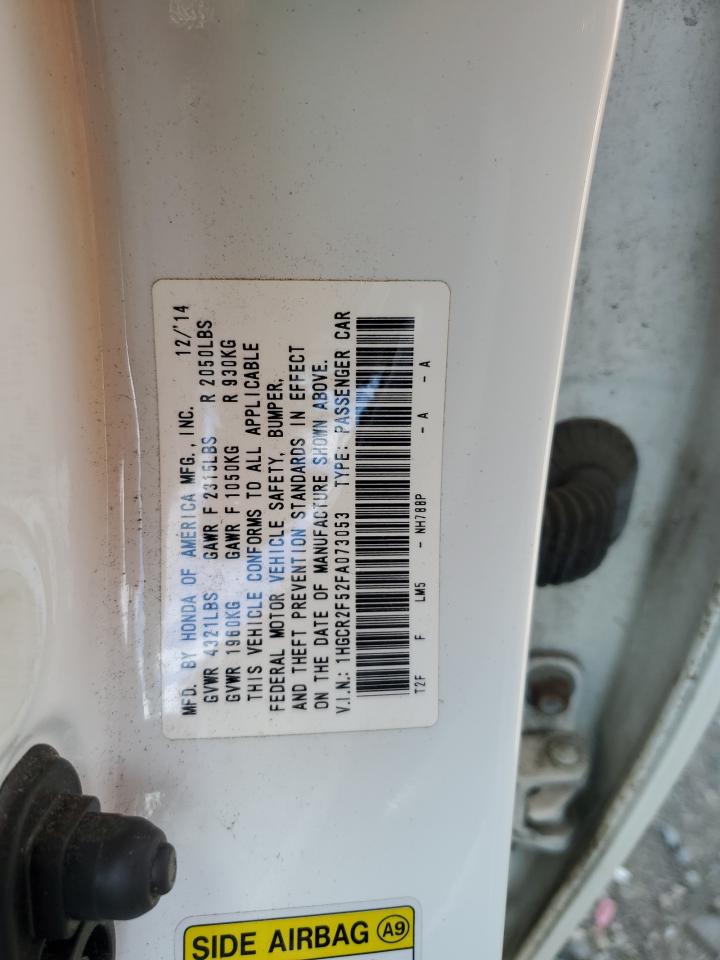 MFD. BY HONDA OF AMERICA MFG., INC. 12/'14
GVWR 4321LBS GAWR F 2315LBS R 2050LBS
GVWR 1960KG GAWR F 1050KG R 930KG
THIS VEHICLE CONFORMS TO ALL APPLICABLE
FEDERAL MOTOR VEHICLE SAFETY, BUMPER,
AND THEFT PREVENTION STANDARDS IN EFFECT
ON THE DATE OF MANUFACTURE SHOWN ABOVE.
V.I.N.: 1HGCR2F52FA073053 TYPE: PASSENGER CAR
T2F F LM5 - NH788P - A - A
SIDE AIRBAG A9